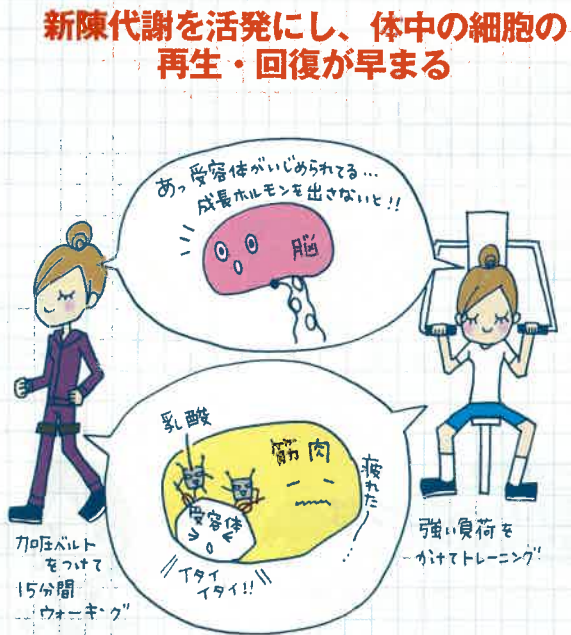 新陳代謝を活発にし、体中の細胞の
再生・回復が早まる
あっ受容体がいじめられてる…
成長ホルモンを出さないと!!
脳
乳酸
筋肉
疲れた〜……
受容体
イタイ
イタイ!!
加圧ベルト
をつけて
15分間
ウォーキング
強い負荷を
かけてトレーニング